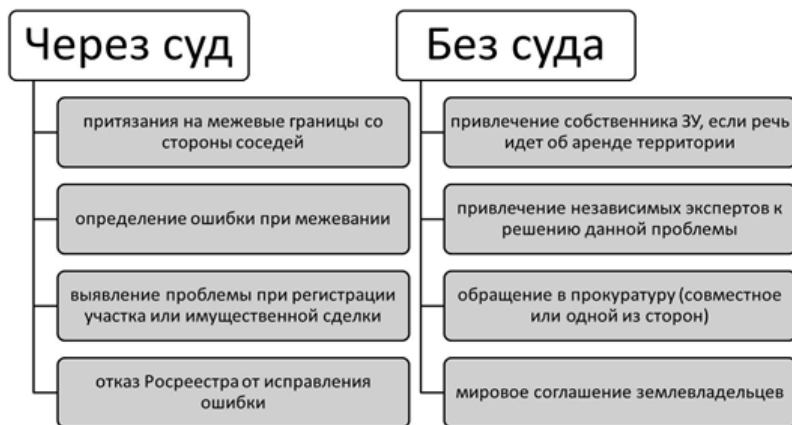 Через суд
притязания на межевые границы со
стороны соседей
определение ошибки при межевании
выявление проблемы при регистрации
участка или имущественной сделки
отказ Росреестра от исправления
ошибки
Без суда
привлечение собственника ЗУ, если речь
идет об аренде территории
привлечение независимых экспертов к
решению данной проблемы
обращение в прокуратуру (совместное
или одной из сторон)
мировое соглашение землевладельцев